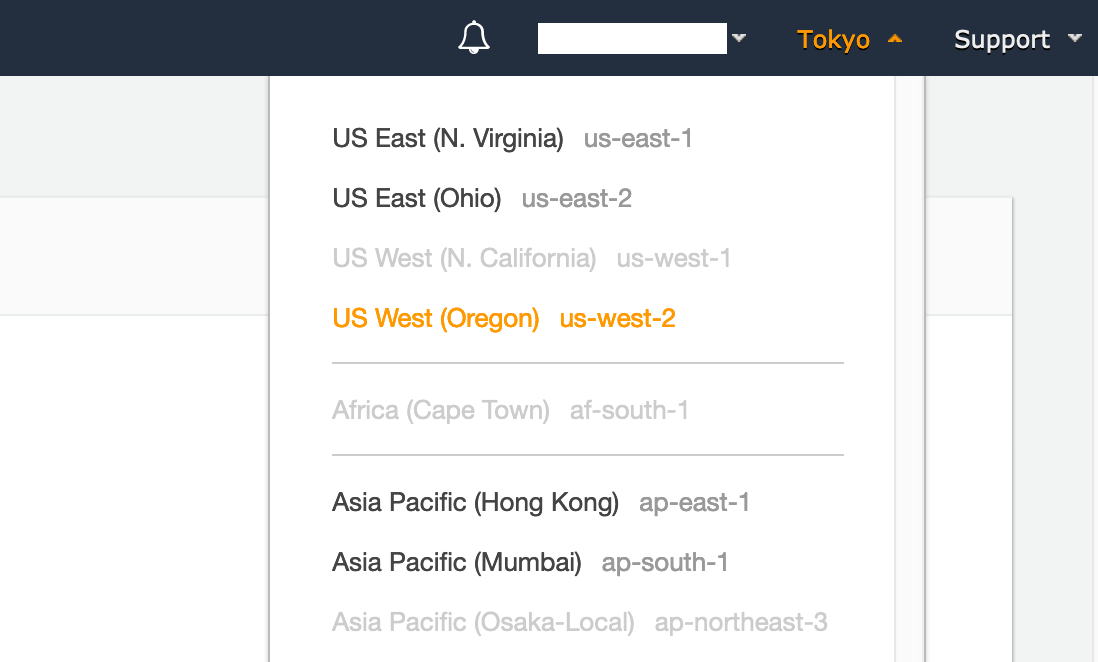 Tokyo Support
US East (N. Virginia) us-east-1
US East (Ohio) us-east-2
US West (N. California) us-west-1
US West (Oregon) us-west-2
Africa (Cape Town) af-south-1
Asia Pacific (Hong Kong) ap-east-1
Asia Pacific (Mumbai) ap-south-1
Asia Pacific (Osaka-Local) ap-northeast-3